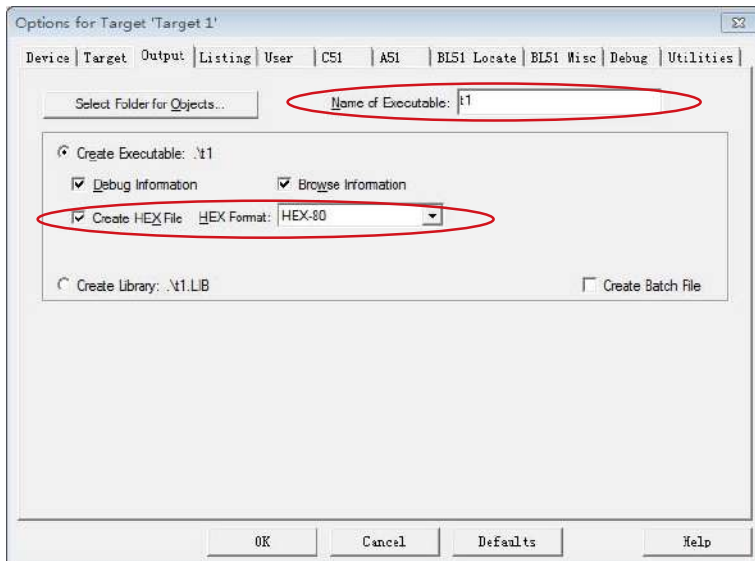 Options for Target 'Target 1'
Device Target Output Listing User C51 A51 BL51 Locate BL51 Misc Debug Utilities
Select Folder for Objects... Name of Executable: t1
Create Executable: .\t1
Debug Information Browse Information
Create HEX File HEX Format: HEX-80
Create Library: .\t1.LIB Create Batch File
OK Cancel Defaults Help